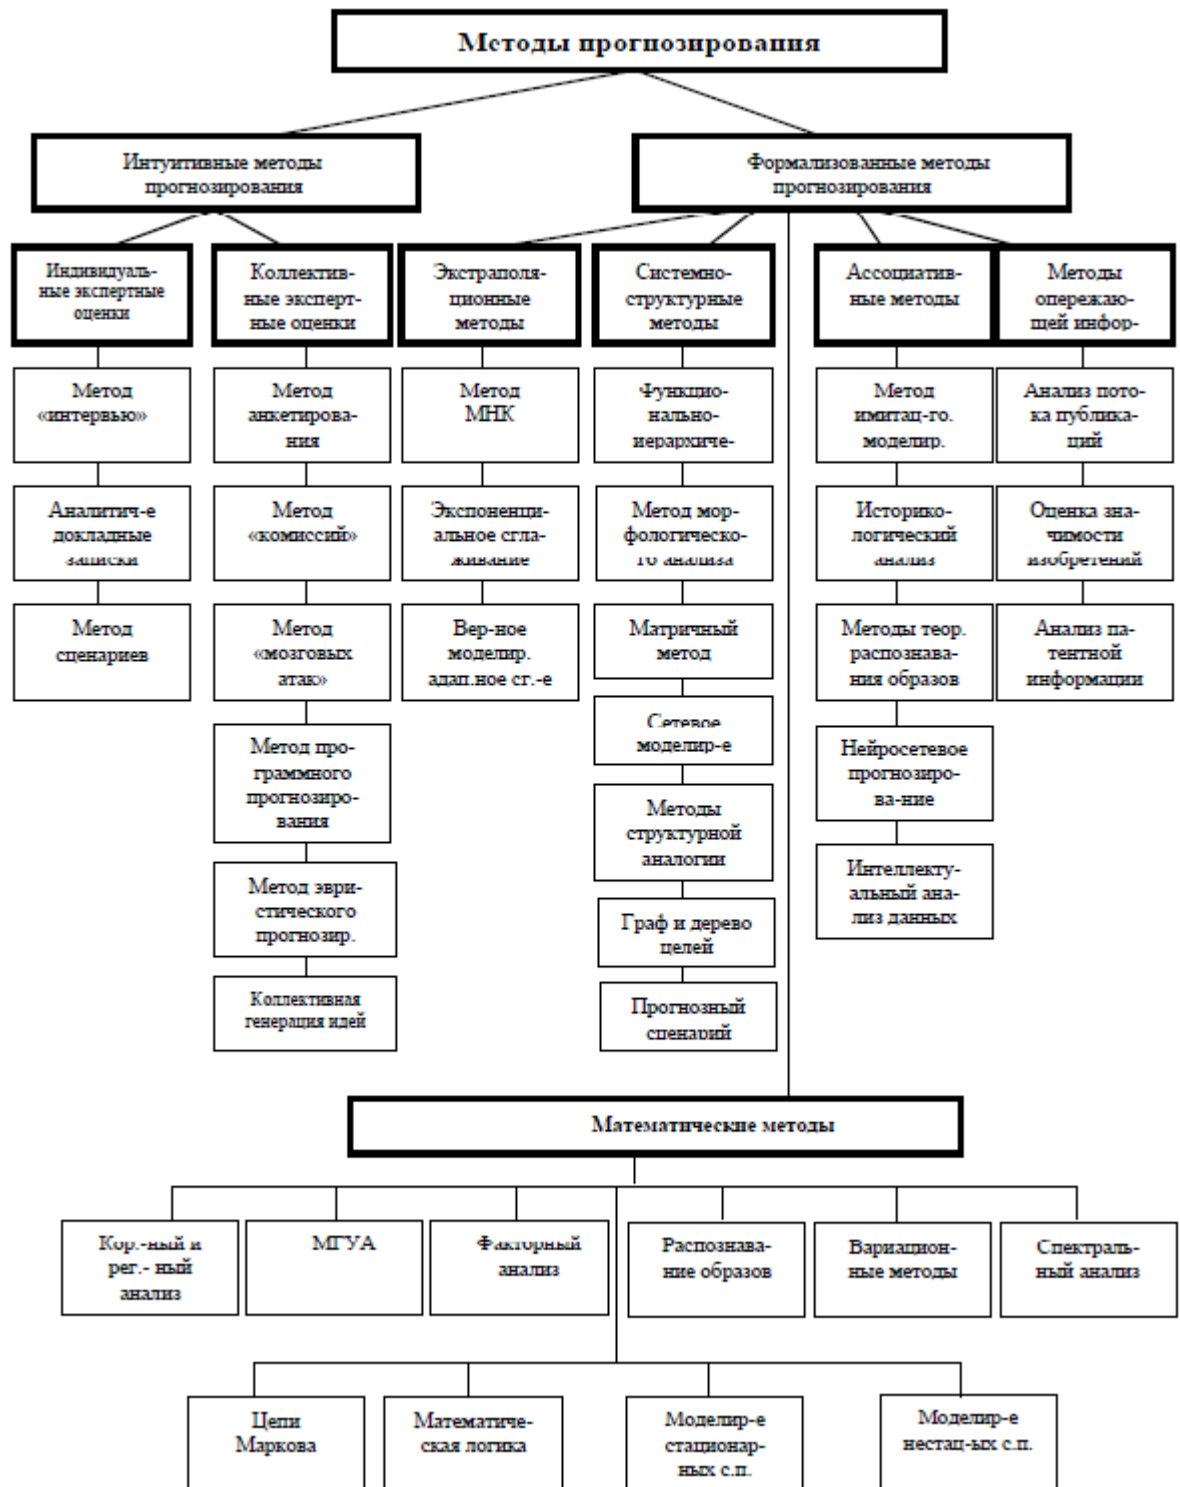 Методы прогнозирования
Интуитивные методы
прогнозирования
Формализованные методы
прогнозирования
Индивидуаль-
ные экспертные
оценки
Коллектив-
ные эксперт-
ные оценки
Экстраполя-
ционные
методы
Системно-
структурные
методы
Ассоциатив-
ные методы
Методы
опережаю-
щей инфор-
Метод
«интервью»
Аналитич-е
докладные
записки
Метод
сценариев
Метод
анкетирова-
ния
Метод
«комиссий»
Метод
«мозговых
атак»
Метод про-
граммного
прогнозиро-
вания
Метод эври-
стического
прогнозир.
Коллективная
генерация идей
Метод
МНК
Экспоненци-
альное сгла-
живание
Вер-ное
моделир.
адап.ное сг.-е
Функцио-
нально-
иерархиче-
Метод мор-
фологическо-
го анализа
Матричный
метод
Сетевое
моделир-е
Методы
структурной
аналогии
Граф и дерево
целей
Прогнозный
сценарий
Метод
имитац-го.
моделир.
Историко-
логический
анализ
Методы теор.
распознава-
ния образов
Нейросетевое
прогнозиро-
ва-ние
Интеллекту-
альный ана-
лиз данных
Анализ пото-
ка публика-
ций
Оценка зна-
чимости
изобретений
Анализ па-
тентной
информации
Математические методы
Кор.-ный и
рег.- ный
анализ
МГУА
Факторный
анализ
Распознава-
ние образов
Вариацион-
ные методы
Спектраль-
ный анализ
Цепи
Маркова
Математиче-
ская логика
Моделир-е
стационар-
ных с.п.
Моделир-е
нестац-ых с.п.